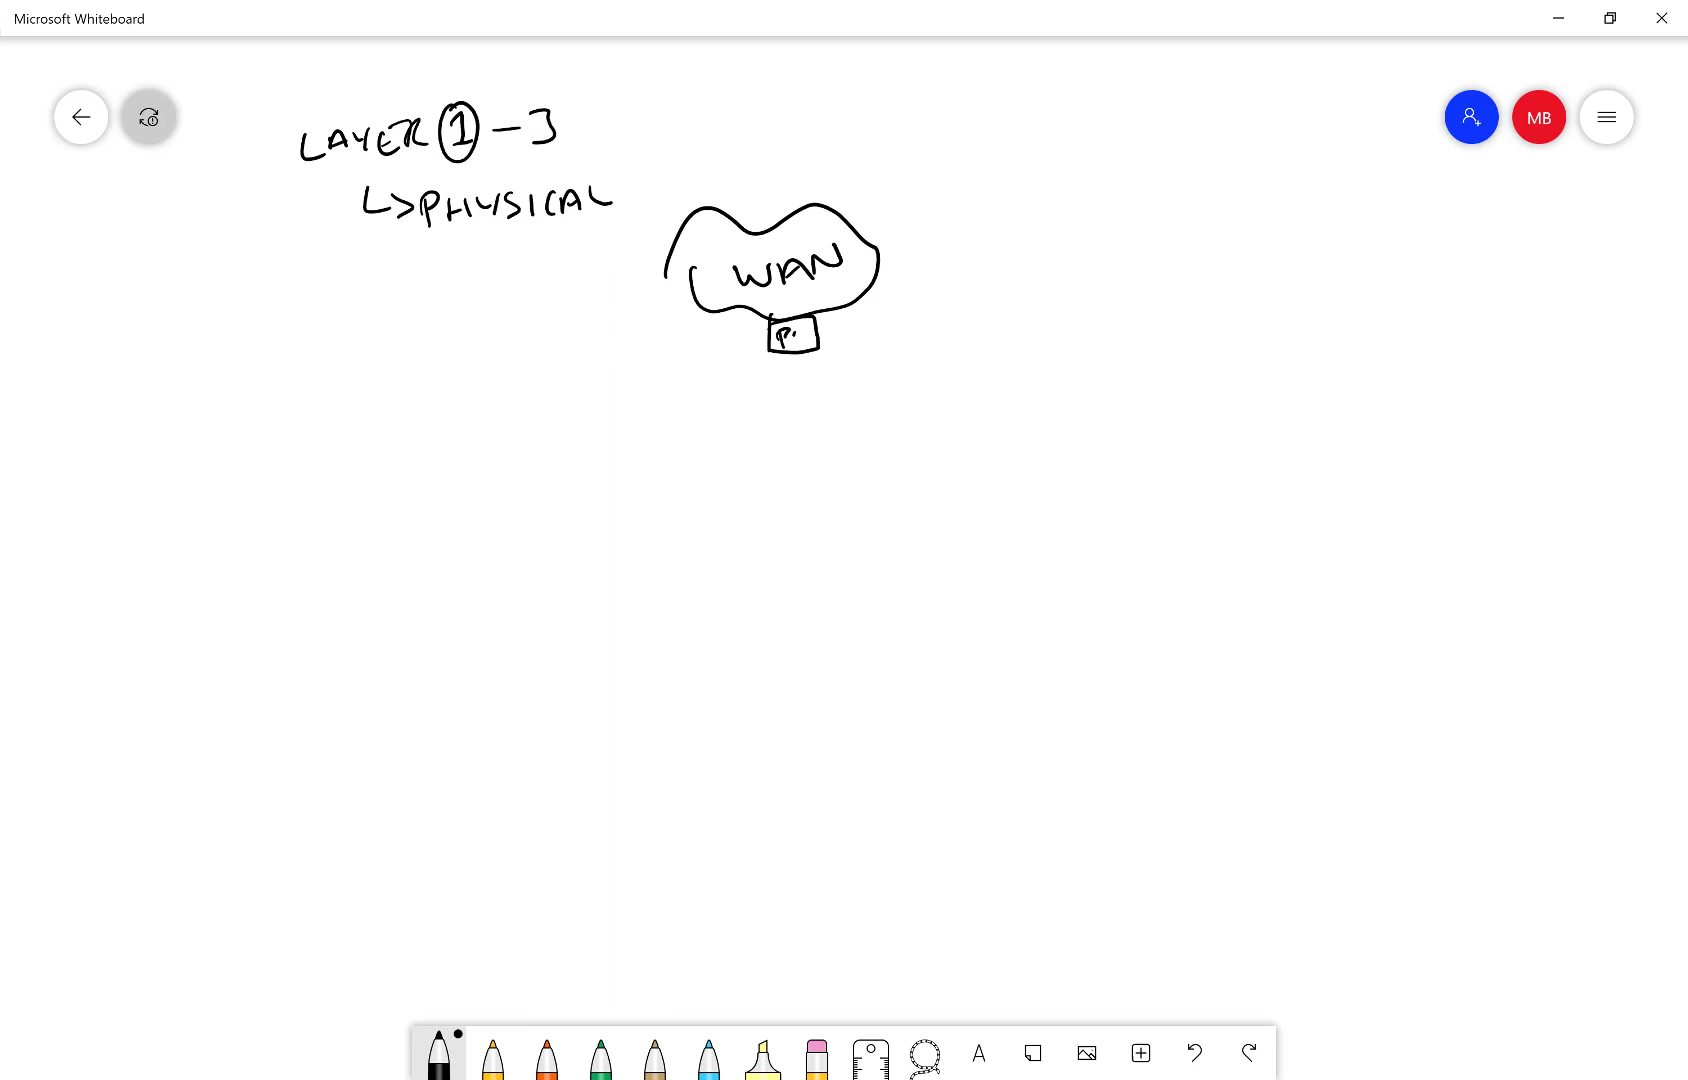 Microsoft Whiteboard
LAYER 1 - 3
MB
↳ PHYSICAL
WAN
P.
A